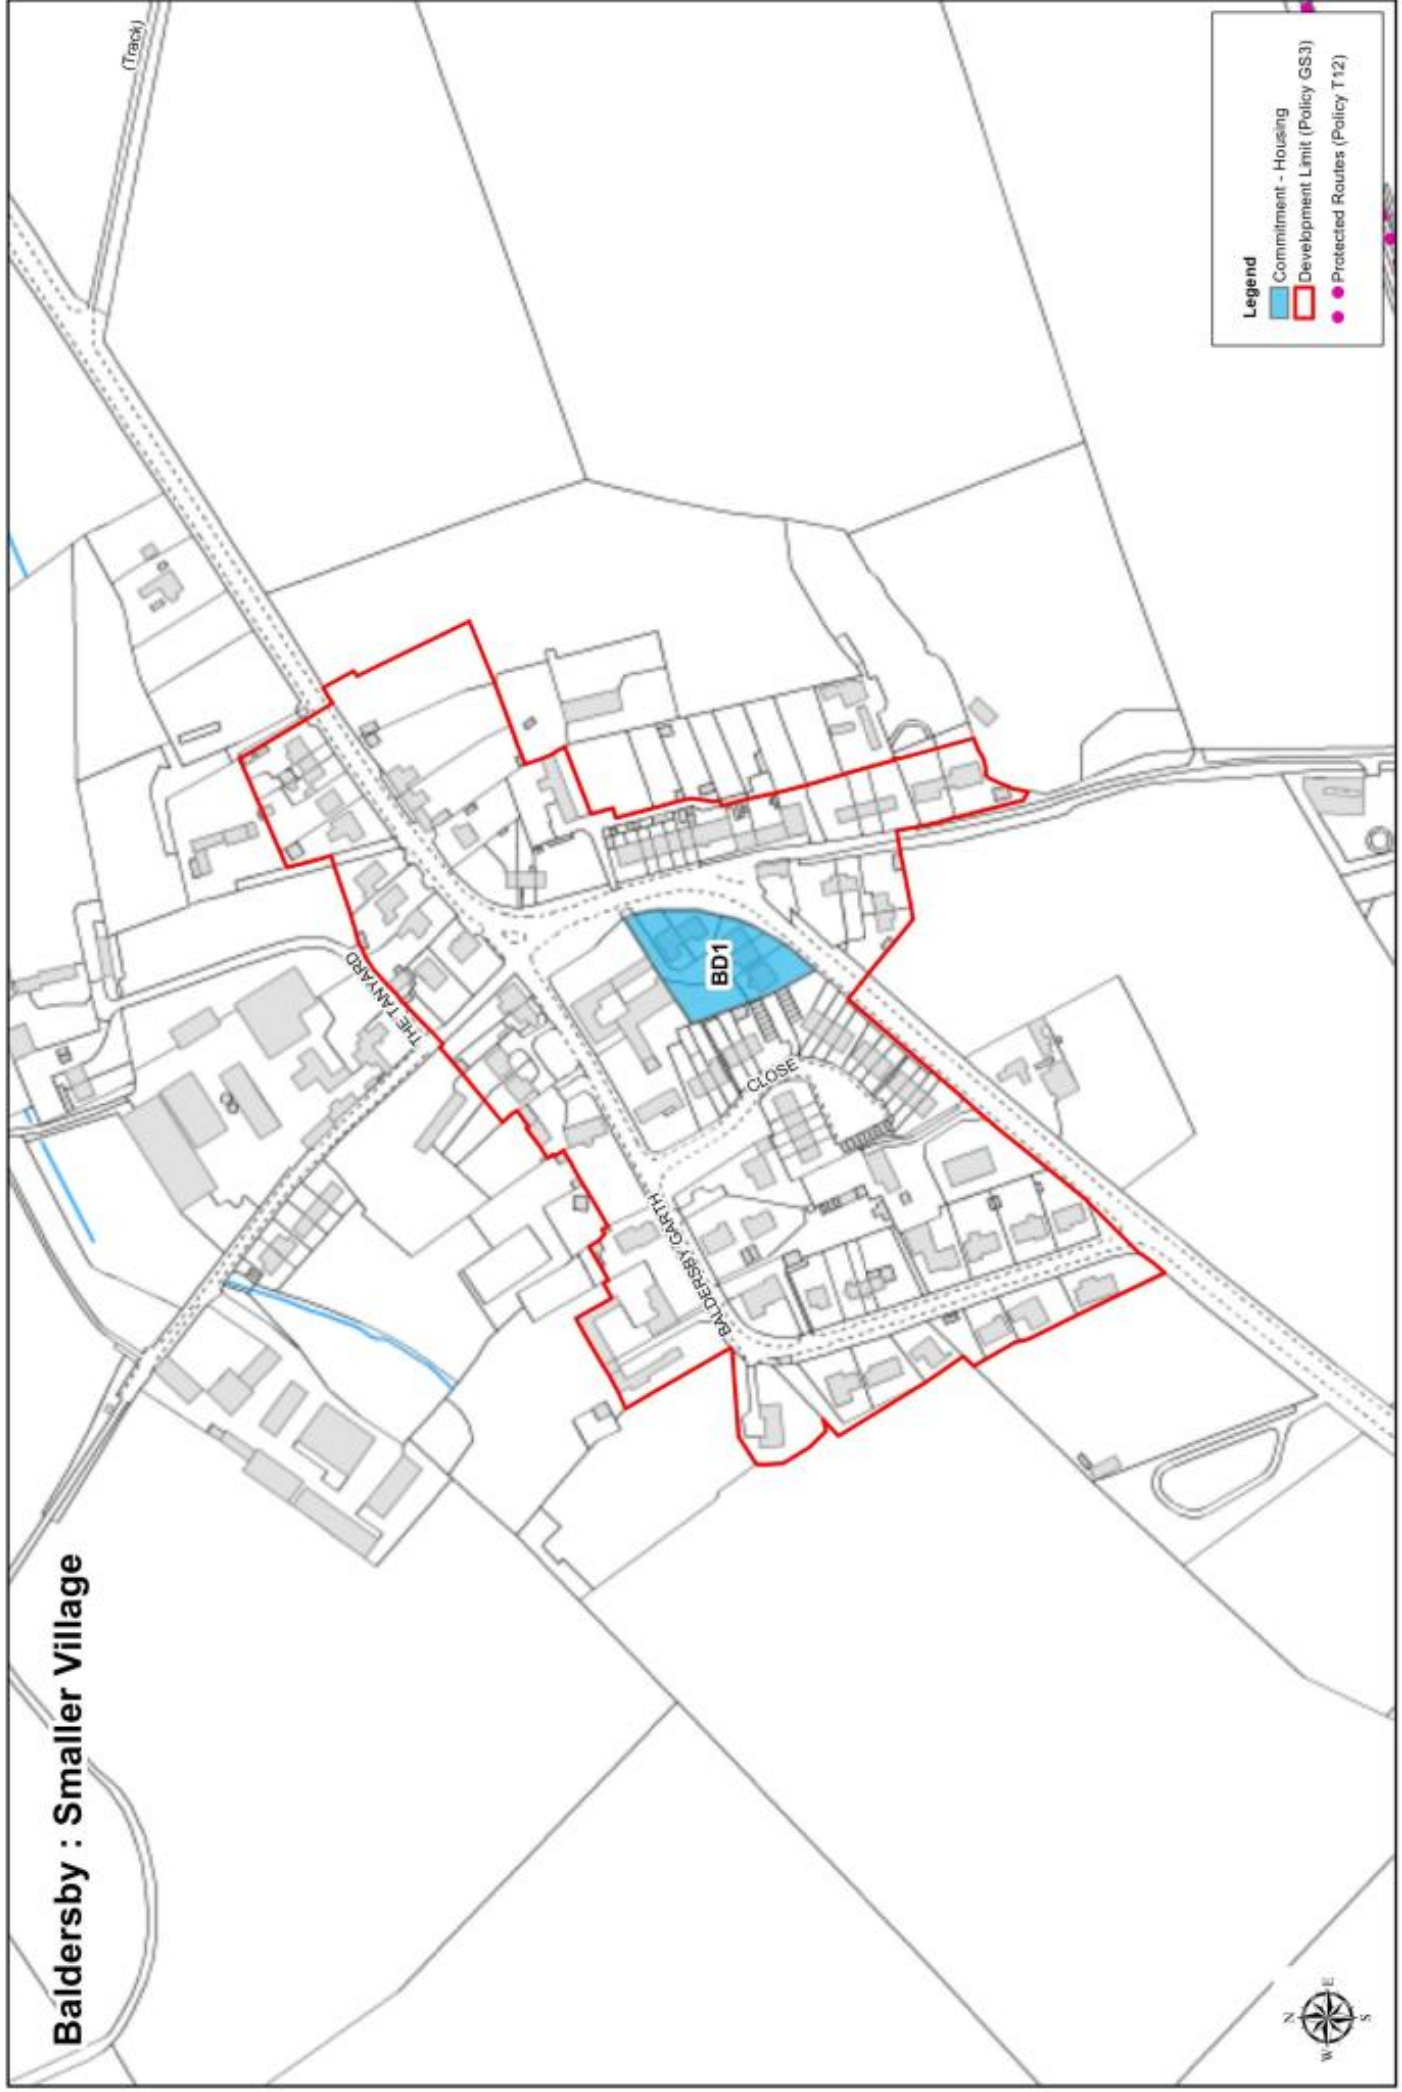 Baldersby : Smaller Village
(Track)
THE TANYARD
BD1
CLOSE
BALDERSBY GARTH
N
W
E
S
Legend
Commitment - Housing
Development Limit (Policy GS3)
Protected Routes (Policy T12)